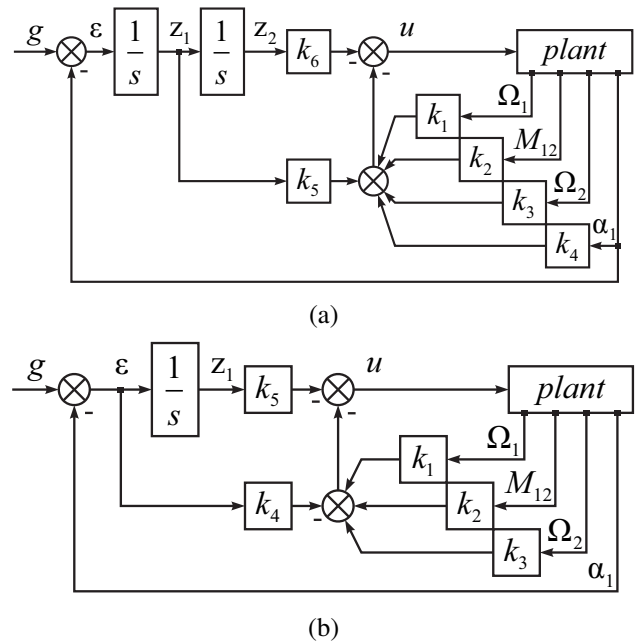 g ε 1/s z₁ 1/s z₂ k₆ - - u plant
-
Ω₁
k₁
M₁₂
k₂
k₅ Ω₂
k₃
α₁
k₄
(a)
g ε 1/s z₁ k₅ - u plant
- -
Ω₁
k₁
M₁₂
k₄ - k₂
Ω₂
k₃
α₁
(b)